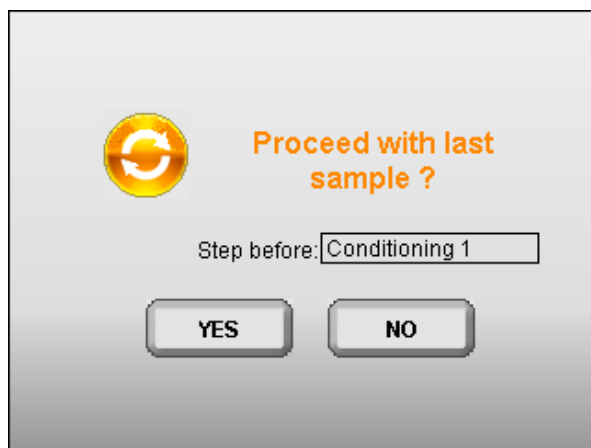 Proceed with last
sample ?
Step before: Conditioning 1
YES NO